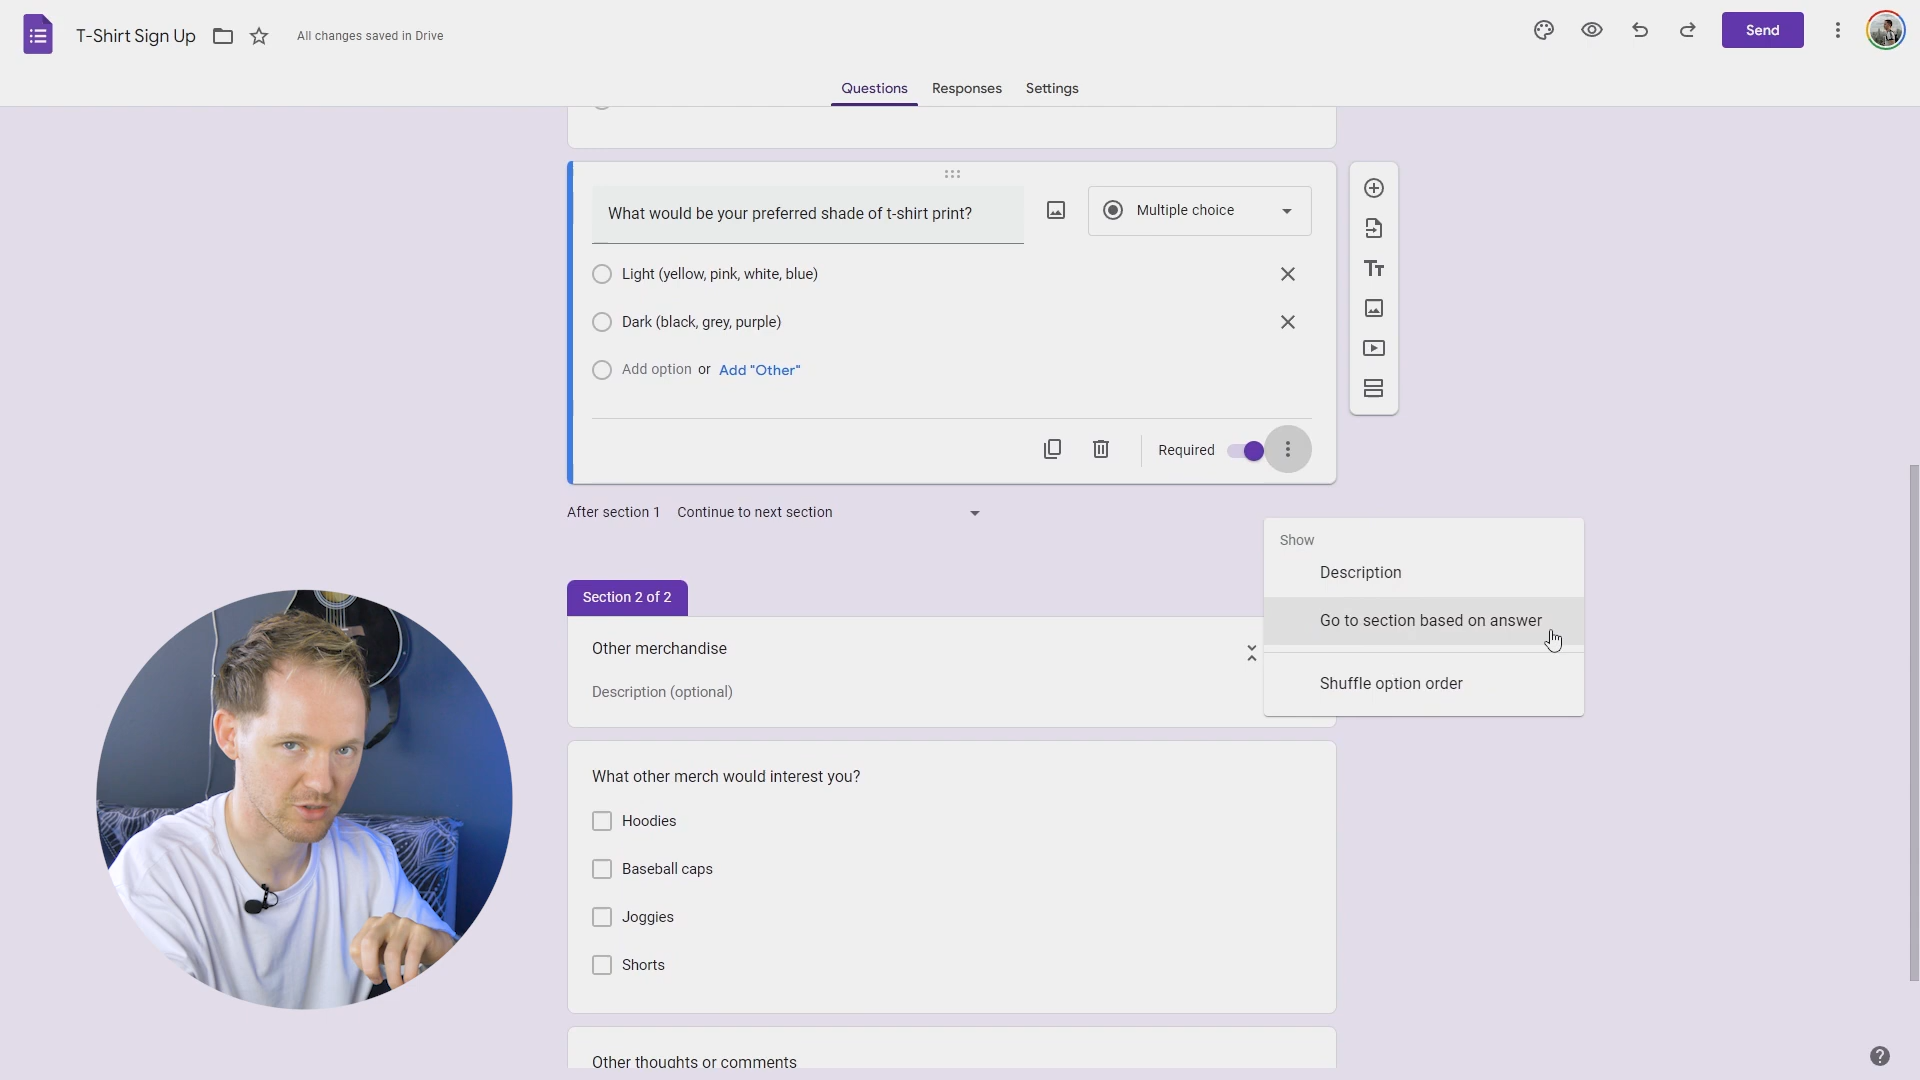 T-Shirt Sign Up
All changes saved in Drive
Send
Questions
Responses
Settings
What would be your preferred shade of t-shirt print?
Multiple choice
Light (yellow, pink, white, blue)
Dark (black, grey, purple)
Add option or Add "Other"
Required
After section 1 Continue to next section
Show
Description
Go to section based on answer
Shuffle option order
Section 2 of 2
Other merchandise
Description (optional)
What other merch would interest you?
Hoodies
Baseball caps
Joggies
Shorts
Other thoughts or comments